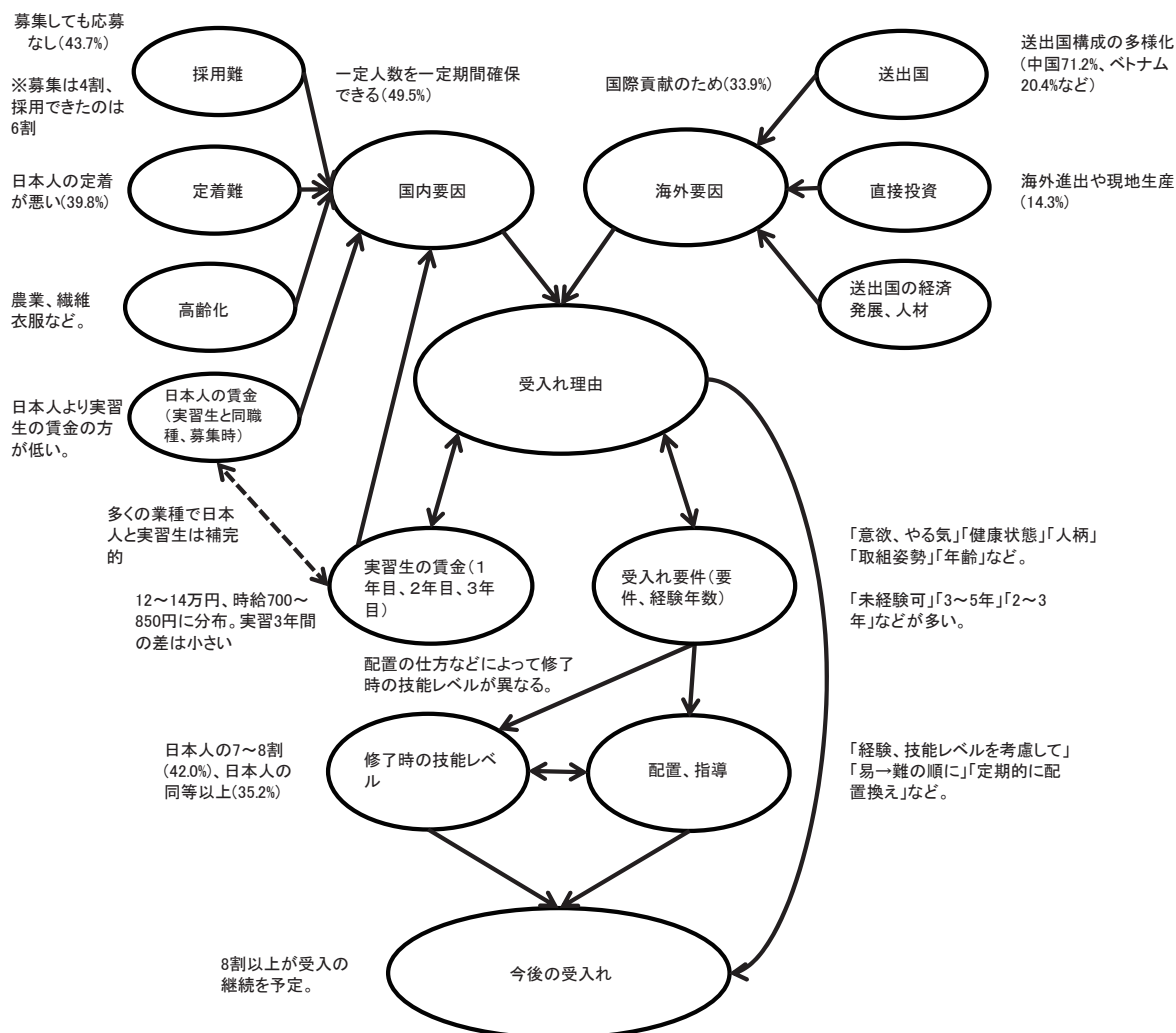 募集しても応募
なし(43.7%)
※募集は4割、
採用できたのは
6割
採用難
一定人数を一定期間確保
できる(49.5%)
国際貢献のため(33.9%)
送出国
送出国構成の多様化
(中国71.2%、ベトナム
20.4%など)
日本人の定着
が悪い(39.8%)
定着難
国内要因
海外要因
直接投資
海外進出や現地生産
(14.3%)
農業、繊維
衣服など。
高齢化
送出国の経済
発展、人材
受入れ理由
日本人より実習
生の賃金の方
が低い。
日本人の賃金
(実習生と同職
種、募集時)
多くの業種で日本
人と実習生は補完
的
12～14万円、時給700～
850円に分布。実習3年間
の差は小さい
実習生の賃金(1
年目、2年目、3年
目)
受入れ要件(要
件、経験年数)
「意欲、やる気」「健康状態」「人柄」
「取組姿勢」「年齢」など。
「未経験可」「3～5年」「2～3
年」などが多い。
配置の仕方などによって修了
時の技能レベルが異なる。
日本人の7～8割
(42.0%)、日本人の
同等以上(35.2%)
修了時の技能レベ
ル
配置、指導
「経験、技能レベルを考慮して」
「易→難の順に」「定期的に配
置換え」など。
8割以上が受入の
継続を予定。
今後の受入れ